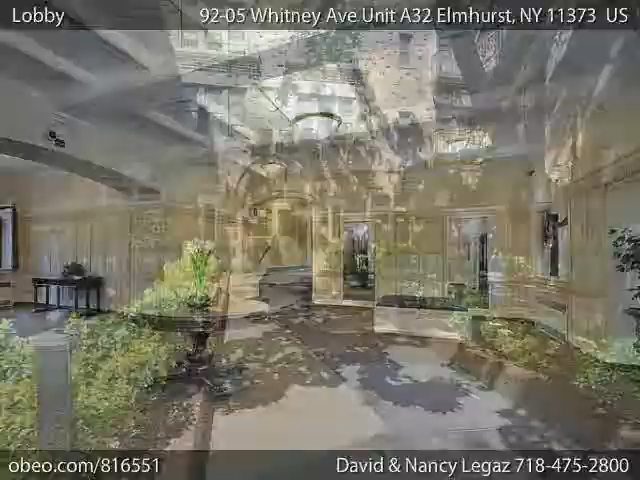 Lobby
92-05 Whitney Ave Unit A32 Elmhurst, NY 11373 US
obeo.com/816551
David & Nancy Legaz 718-475-2800